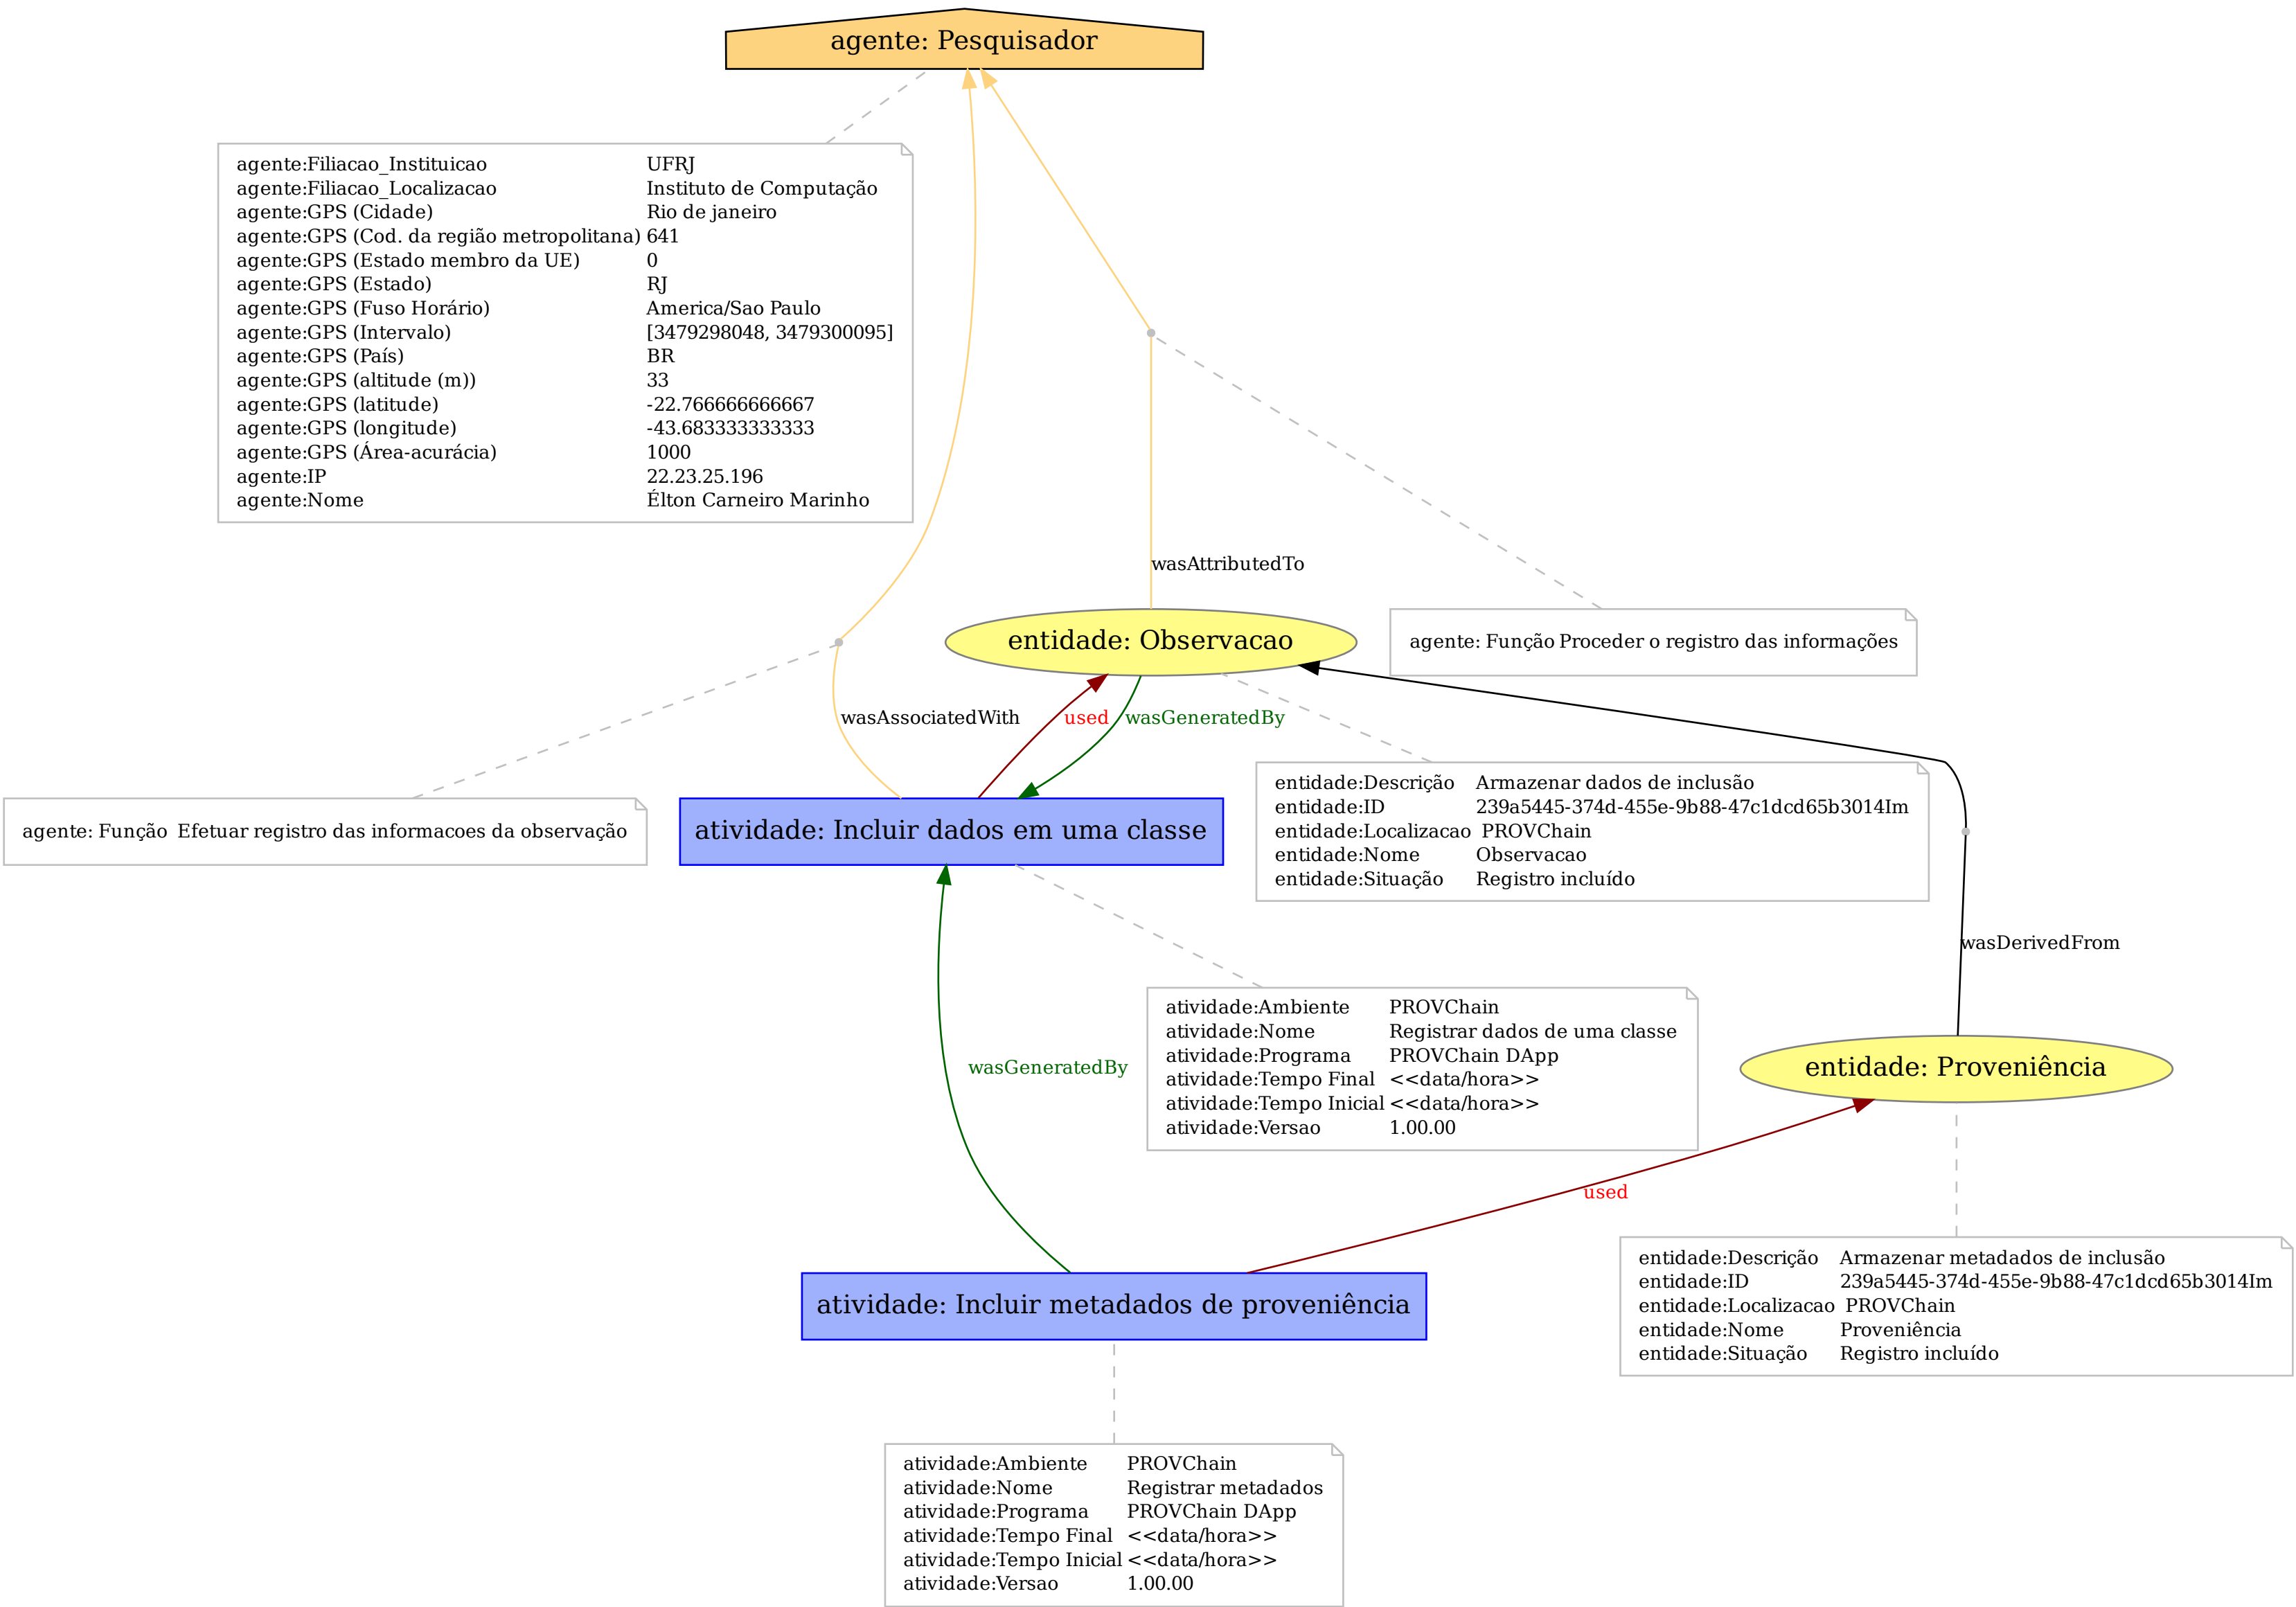 agente: Pesquisador
agente:Filiacao_Instituicao UFRJ
agente:Filiacao_Localizacao Instituto de Computação
agente:GPS (Cidade) Rio de janeiro
agente:GPS (Cod. da região metropolitana) 641
agente:GPS (Estado membro da UE) 0
agente:GPS (Estado) RJ
agente:GPS (Fuso Horário) America/Sao Paulo
agente:GPS (Intervalo) [3479298048, 3479300095]
agente:GPS (País) BR
agente:GPS (altitude (m)) 33
agente:GPS (latitude) -22.766666666667
agente:GPS (longitude) -43.683333333333
agente:GPS (Área-acurácia) 1000
agente:IP 22.23.25.196
agente:Nome Élton Carneiro Marinho
wasAttributedTo
entidade: Observacao
agente: Função Proceder o registro das informações
wasAssociatedWith
used
wasGeneratedBy
agente: Função Efetuar registro das informacoes da observação
atividade: Incluir dados em uma classe
entidade:Descrição Armazenar dados de inclusão
entidade:ID 239a5445-374d-455e-9b88-47c1dcd65b3014Im
entidade:Localizacao PROVChain
entidade:Nome Observacao
entidade:Situação Registro incluído
wasDerivedFrom
wasGeneratedBy
atividade:Ambiente PROVChain
atividade:Nome Registrar dados de uma classe
atividade:Programa PROVChain DApp
atividade:Tempo Final <<data/hora>>
atividade:Tempo Inicial <<data/hora>>
atividade:Versao 1.00.00
entidade: Proveniência
used
atividade: Incluir metadados de proveniência
entidade:Descrição Armazenar metadados de inclusão
entidade:ID 239a5445-374d-455e-9b88-47c1dcd65b3014Im
entidade:Localizacao PROVChain
entidade:Nome Proveniência
entidade:Situação Registro incluído
atividade:Ambiente PROVChain
atividade:Nome Registrar metadados
atividade:Programa PROVChain DApp
atividade:Tempo Final <<data/hora>>
atividade:Tempo Inicial <<data/hora>>
atividade:Versao 1.00.00